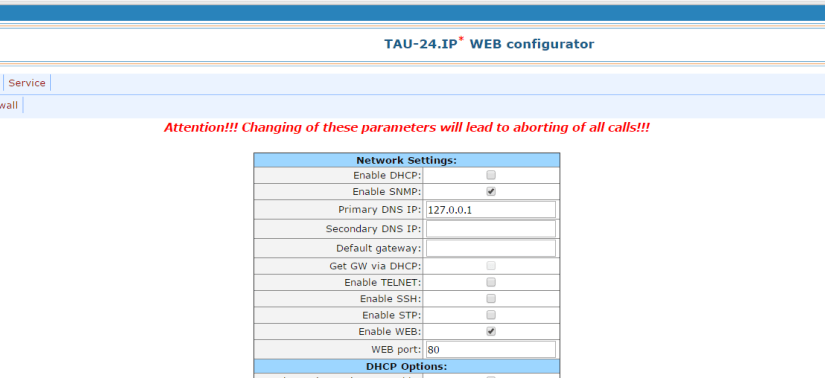 TAU-24.IP* WEB configurator
Service
wall
Attention!!! Changing of these parameters will lead to aborting of all calls!!!
Network Settings:
Enable DHCP:
Enable SNMP:
Primary DNS IP: 127.0.0.1
Secondary DNS IP:
Default gateway:
Get GW via DHCP:
Enable TELNET:
Enable SSH:
Enable STP:
Enable WEB:
WEB port: 80
DHCP Options: